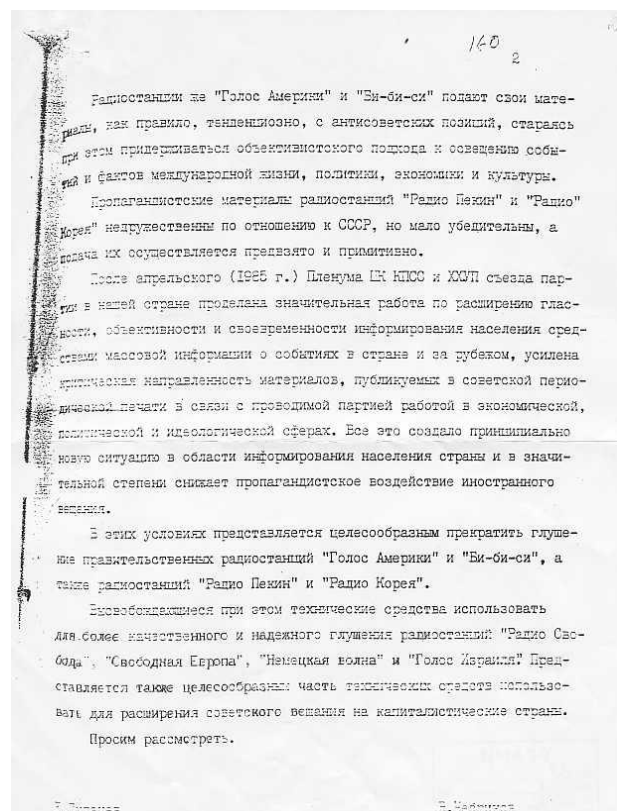 160
2
Радиостанции же "Голос Америки" и "Би-би-си" подают свои мате-
риалы, как правило, тенденциозно, с антисоветских позиций, стараясь
при этом придерживаться объективистского подхода к освещению собы-
тий и фактов международной жизни, политики, экономики и культуры.
Пропагандистские материалы радиостанций "Радио Пекин" и "Радио"
Корея" недружественны по отношению к СССР, но мало убедительны, а
подача их осуществляется предвзято и примитивно.
После апрельского (1985 г.) Пленума ЦК КПСС и ХХУП съезда пар-
тии в нашей стране проделана значительная работа по расширению глас-
ности, объективности и своевременности информирования населения сред-
ствами массовой информации о событиях в стране и за рубежом, усилена
критическая направленность материалов, публикуемых в советской перио-
дической печати в связи с проводимой партией работой в экономической,
политической и идеологической сферах. Все это создало принципиально
новую ситуацию в области информирования населения страны и в значи-
тельной степени снижает пропагандистское воздействие иностранного
вещания.
В этих условиях представляется целесообразным прекратить глуше-
ние правительственных радиостанций "Голос Америки" и "Би-би-си", а
также радиостанций "Радио Пекин" и "Радио Корея".
Высвобождающиеся при этом технические средства использовать
для более качественного и надежного глушения радиостанций "Радио Сво-
бода", "Свободная Европа", "Немецкая волна" и "Голос Израиля". Пред-
ставляется также целесообразным часть технических средств использо-
вать для расширения советского вещания на капиталистические страны.
Просим рассмотреть.